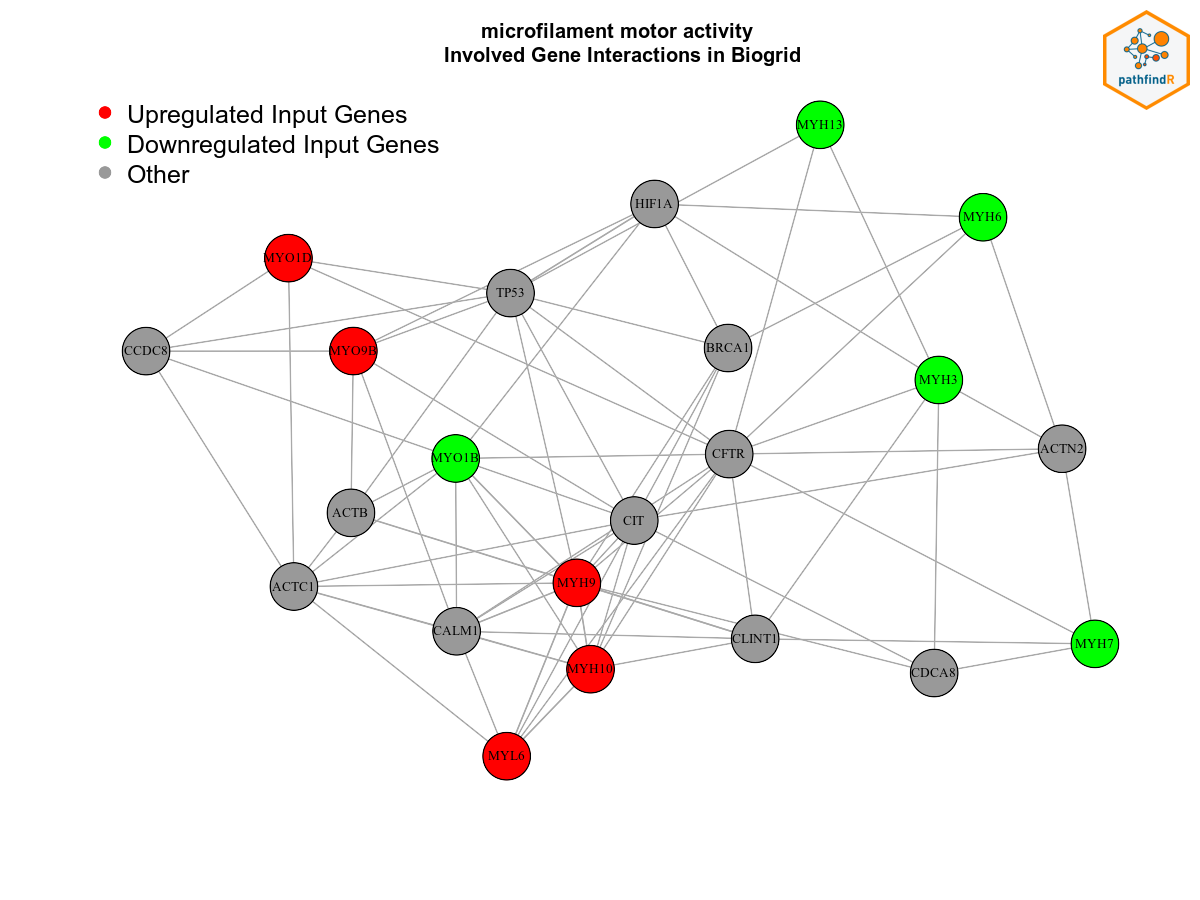 microfilament motor activity
Involved Gene Interactions in Biogrid
pathfindR
Upregulated Input Genes
Downregulated Input Genes
Other
MYH13
HIF1A
MYH6
MYO1D
TP53
CCDC8
MYO9B
BRCA1
MYH3
MYO1B
CFTR
ACTN2
ACTB
CIT
ACTC1
MYH9
CALM1
CLINT1
MYH7
MYH10
CDCA8
MYL6